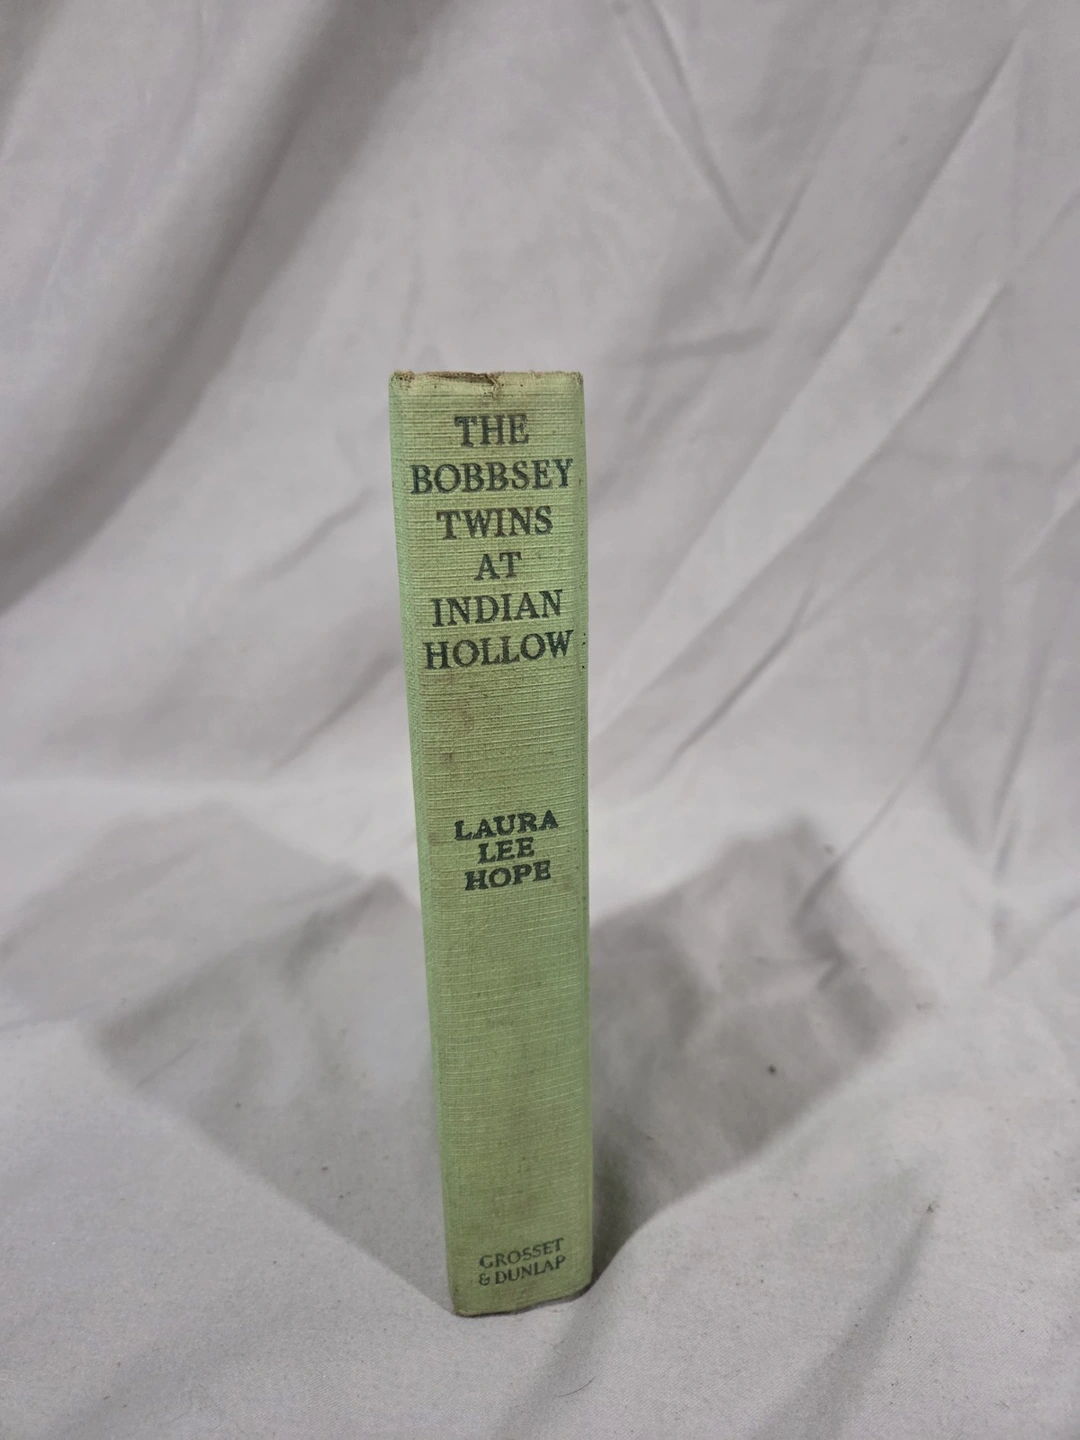 THE
BOBBSEY
TWINS
AT
INDIAN
HOLLOW
LAURA
LEE
HOPE
GROSSET
& DUNLAP